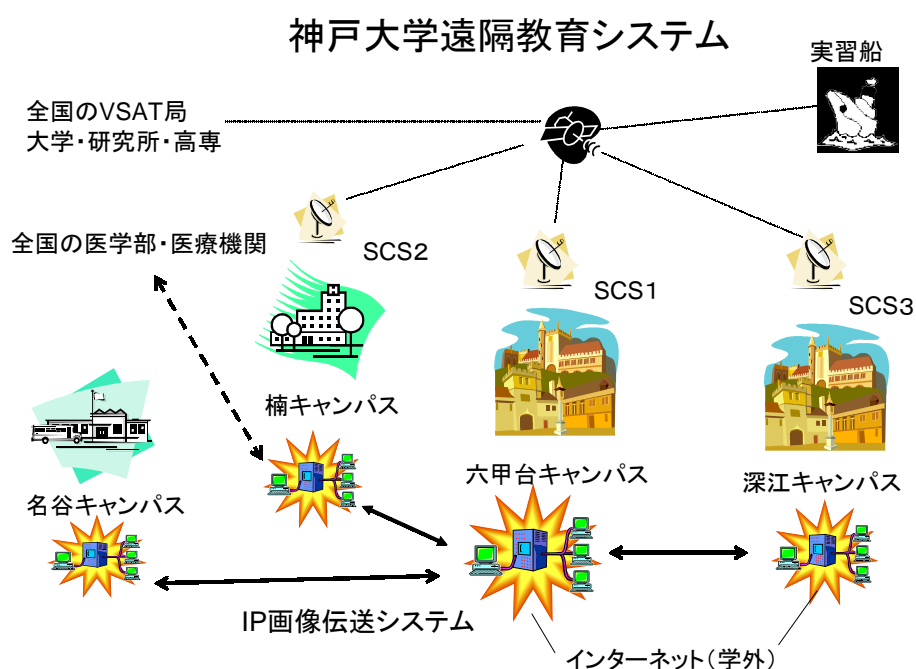 神戸大学遠隔教育システム
実習船
全国のVSAT局
大学・研究所・高専
全国の医学部・医療機関
SCS2
SCS1
SCS3
楠キャンパス
六甲台キャンパス
深江キャンパス
名谷キャンパス
IP画像伝送システム
インターネット(学外)